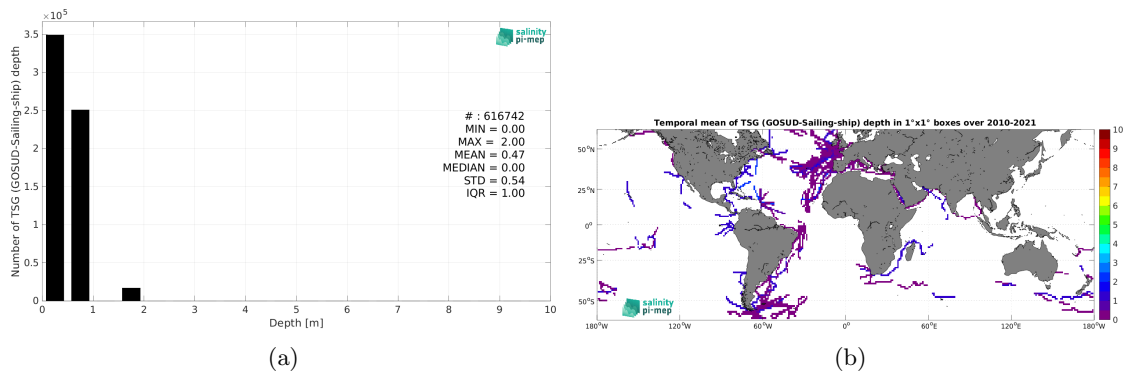 ×10⁵
3.5
3
2.5
2
1.5
1
0.5
0
Number of TSG (GOSUD-Sailing-ship) depth
salinity
pi-mep
# : 616742
MIN = 0.00
MAX = 2.00
MEAN = 0.47
MEDIAN = 0.00
STD = 0.54
IQR = 1.00
0 1 2 3 4 5 6 7 8 9 10
Depth [m]
(a)
Temporal mean of TSG (GOSUD-Sailing-ship) depth in 1°x1° boxes over 2010-2021
50°N
25°N
0°
25°S
50°S
salinity
pi-mep
180°W 120°W 60°W 0° 60°E 120°E 180°W
10
9
8
7
6
5
4
3
2
1
0
(b)